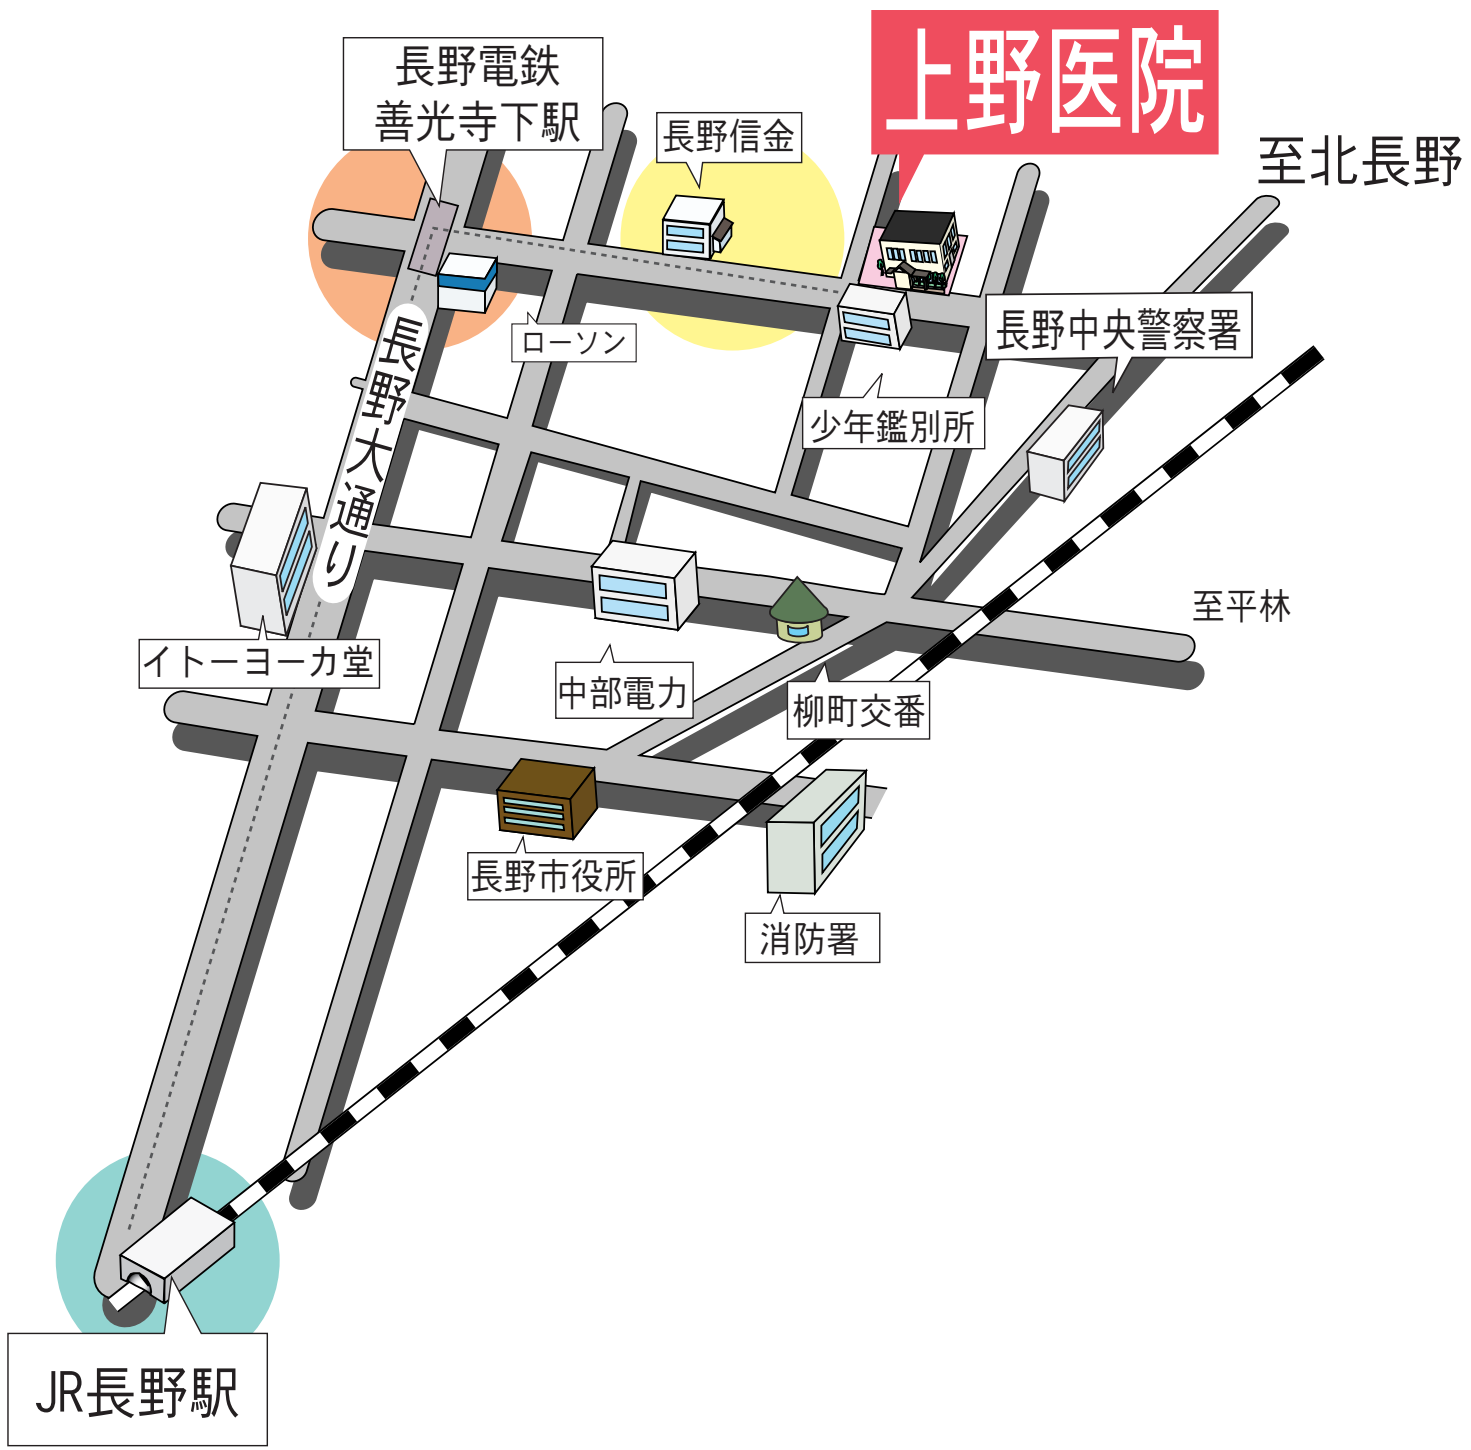 上野医院
長野電鉄
善光寺下駅
長野信金
至北長野
長野中央警察署
ローソン
長野大通り
少年鑑別所
至平林
イトーヨーカ堂
中部電力
柳町交番
長野市役所
消防署
JR長野駅